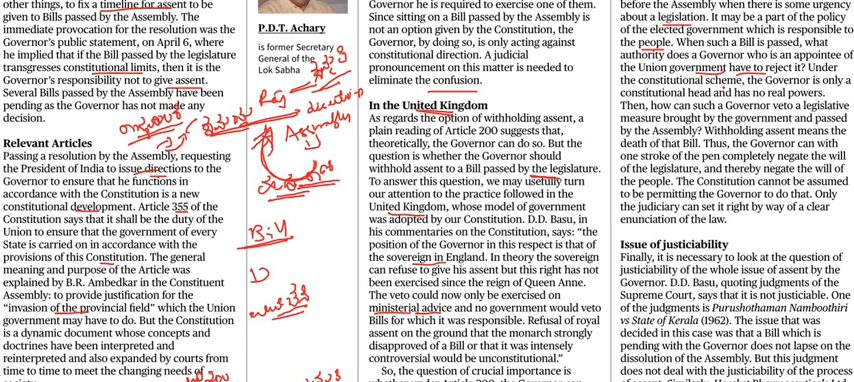 other things, to fix a timeline for assent to be
given to Bills passed by the Assembly. The
immediate provocation for the resolution was the
Governor's public statement, on April 6, where
he implied that if the Bill passed by the legislature
transgresses constitutional limits, then it is the
Governor's responsibility not to give assent.
Several Bills passed by the Assembly have been
pending as the Governor has not made any
decision.
Relevant Articles
Passing a resolution by the Assembly, requesting
the President of India to issue directions to the
Governor to ensure that he functions in
accordance with the Constitution is a new
constitutional development. Article 355 of the
Constitution says that it shall be the duty of the
Union to ensure that the government of every
State is carried on in accordance with the
provisions of this Constitution. The general
meaning and purpose of the Article was
explained by B.R. Ambedkar in the Constituent
Assembly: to provide justification for the
“invasion of the provincial field” which the Union
government may have to do. But the Constitution
is a dynamic document whose concepts and
doctrines have been interpreted and
reinterpreted and also expanded by courts from
time to time to meet the changing needs of
P.D.T. Achary
is former Secretary
General of the
Lok Sabha
Assembly
Bill
Governor he is required to exercise one of them.
Since sitting on a Bill passed by the Assembly is
not an option given by the Constitution, the
Governor, by doing so, is only acting against
constitutional direction. A judicial
pronouncement on this matter is needed to
eliminate the confusion.
In the United Kingdom
As regards the option of withholding assent, a
plain reading of Article 200 suggests that,
theoretically, the Governor can do so. But the
question is whether the Governor should
withhold assent to a Bill passed by the legislature.
To answer this question, we may usefully turn
our attention to the practice followed in the
United Kingdom, whose model of government
was adopted by our Constitution. D.D. Basu, in
his commentaries on the Constitution, says: “the
position of the Governor in this respect is that of
the sovereign in England. In theory the sovereign
can refuse to give his assent but this right has not
been exercised since the reign of Queen Anne.
The veto could now only be exercised on
ministerial advice and no government would veto
Bills for which it was responsible. Refusal of royal
assent on the ground that the monarch strongly
disapproved of a Bill or that it was intensely
controversial would be unconstitutional.”
So, the question of crucial importance is
before the Assembly when there is some urgency
about a legislation. It may be a part of the policy
of the elected government which is responsible to
the people. When such a Bill is passed, what
authority does a Governor who is an appointee of
the Union government have to reject it? Under
the constitutional scheme, the Governor is only a
constitutional head and has no real powers.
Then, how can such a Governor veto a legislative
measure brought by the government and passed
by the Assembly? Withholding assent means the
death of that Bill. Thus, the Governor can with
one stroke of the pen completely negate the will
of the legislature, and thereby negate the will of
the people. The Constitution cannot be assumed
to be permitting the Governor to do that. Only
the judiciary can set it right by way of a clear
enunciation of the law.
Issue of justiciability
Finally, it is necessary to look at the question of
justiciability of the whole issue of assent by the
Governor. D.D. Basu, quoting judgments of the
Supreme Court, says that it is not justiciable. One
of the judgments is Purushothaman Namboothiri
vs State of Kerala (1962). The issue that was
decided in this case was that a Bill which is
pending with the Governor does not lapse on the
dissolution of the Assembly. But this judgment
does not deal with the justiciability of the process